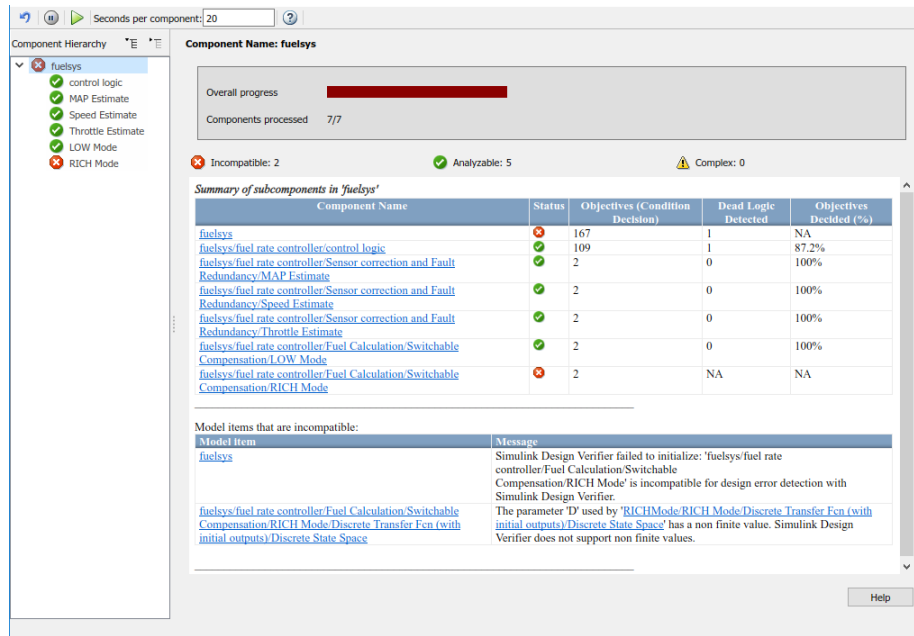 Seconds per component: 20
Component Hierarchy
fuelsys
control logic
MAP Estimate
Speed Estimate
Throttle Estimate
LOW Mode
RICH Mode
Component Name: fuelsys
Overall progress
Components processed 7/7
Incompatible: 2 Analyzable: 5 Complex: 0
Summary of subcomponents in 'fuelsys'
Component Name Status Objectives (Condition Decision) Dead Logic Detected Objectives Decided (%)
fuelsys 167 1 NA
fuelsys/fuel rate controller/control logic 109 1 87.2%
fuelsys/fuel rate controller/Sensor correction and Fault 2 0 100%
Redundancy/MAP Estimate
fuelsys/fuel rate controller/Sensor correction and Fault 2 0 100%
Redundancy/Speed Estimate
fuelsys/fuel rate controller/Sensor correction and Fault 2 0 100%
Redundancy/Throttle Estimate
fuelsys/fuel rate controller/Fuel Calculation/Switchable 2 0 100%
Compensation/LOW Mode
fuelsys/fuel rate controller/Fuel Calculation/Switchable 2 NA NA
Compensation/RICH Mode
Model items that are incompatible:
Model item Message
fuelsys
Simulink Design Verifier failed to initialize: 'fuelsys/fuel rate
controller/Fuel Calculation/Switchable
Compensation/RICH Mode' is incompatible for design error detection with
Simulink Design Verifier.
fuelsys/fuel rate controller/Fuel Calculation/Switchable
Compensation/RICH Mode/Discrete Transfer Fcn (with
initial outputs)/Discrete State Space
The parameter 'D' used by 'RICHMode/RICH Mode/Discrete Transfer Fcn (with
initial outputs)/Discrete State Space' has a non finite value. Simulink Design
Verifier does not support non finite values.
Help